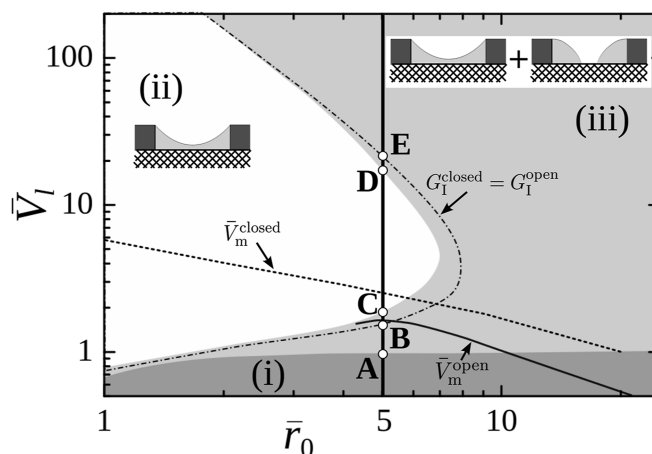 100
(ii)
+
(iii)
E
D
G_I^closed = G_I^open
V̄_l
10
V̄_m^closed
C
B
1
(i)
A
V̄_m^open
1
5
10
r̄_0